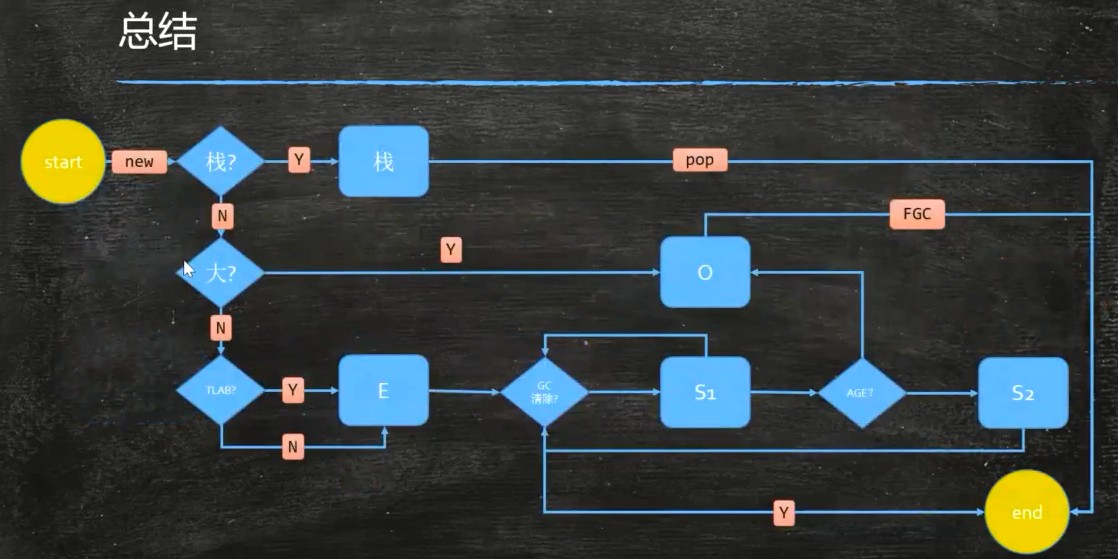 总结
start
new
栈?
Y
栈
pop
N
FGC
大?
Y
O
N
TLAB?
Y
E
GC
清除?
S1
AGE?
S2
N
Y
end